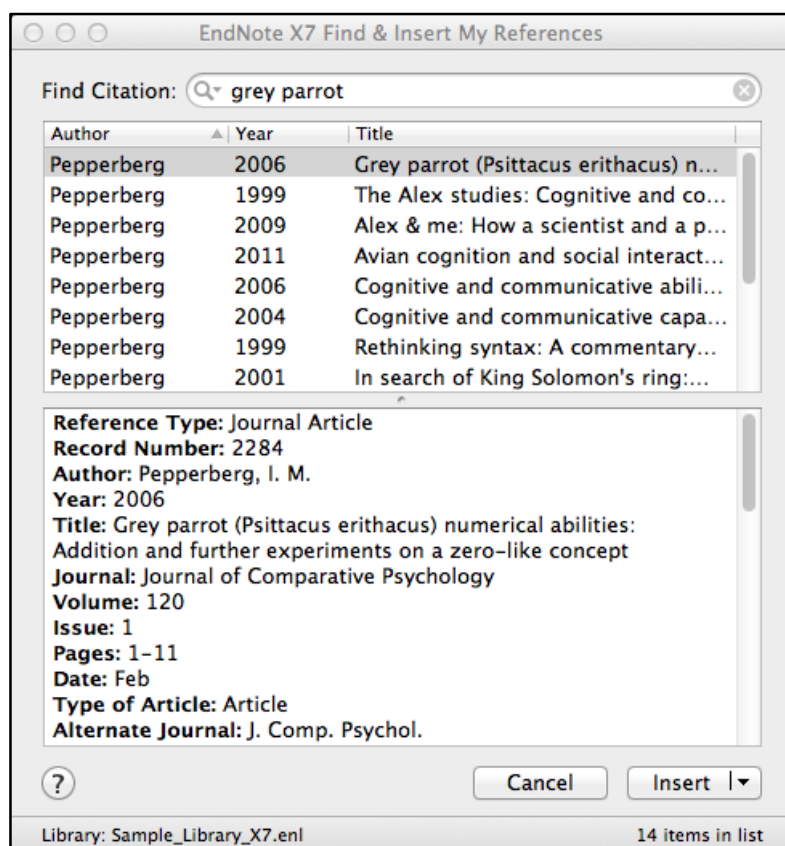 EndNote X7 Find & Insert My References
Find Citation: grey parrot
Author Year Title
Pepperberg 2006 Grey parrot (Psittacus erithacus) n...
Pepperberg 1999 The Alex studies: Cognitive and co...
Pepperberg 2009 Alex & me: How a scientist and a p...
Pepperberg 2011 Avian cognition and social interact...
Pepperberg 2006 Cognitive and communicative abili...
Pepperberg 2004 Cognitive and communicative capa...
Pepperberg 1999 Rethinking syntax: A commentary...
Pepperberg 2001 In search of King Solomon's ring:...
Reference Type: Journal Article
Record Number: 2284
Author: Pepperberg, I. M.
Year: 2006
Title: Grey parrot (Psittacus erithacus) numerical abilities:
Addition and further experiments on a zero-like concept
Journal: Journal of Comparative Psychology
Volume: 120
Issue: 1
Pages: 1-11
Date: Feb
Type of Article: Article
Alternate Journal: J. Comp. Psychol.
? Cancel Insert
Library: Sample_Library_X7.enl 14 items in list